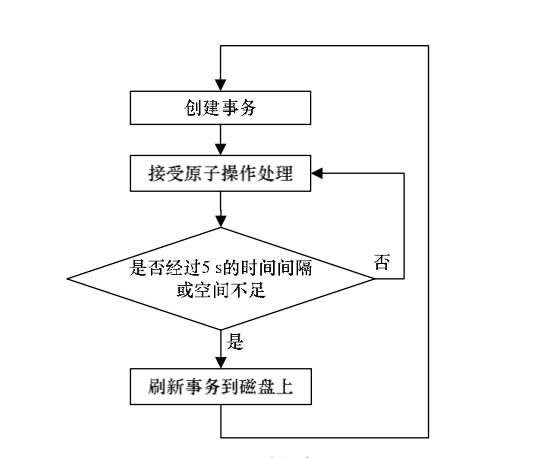 创建事务
接受原子操作处理
是否经过5 s的时间间隔
或空间不足
否
是
刷新事务到磁盘上